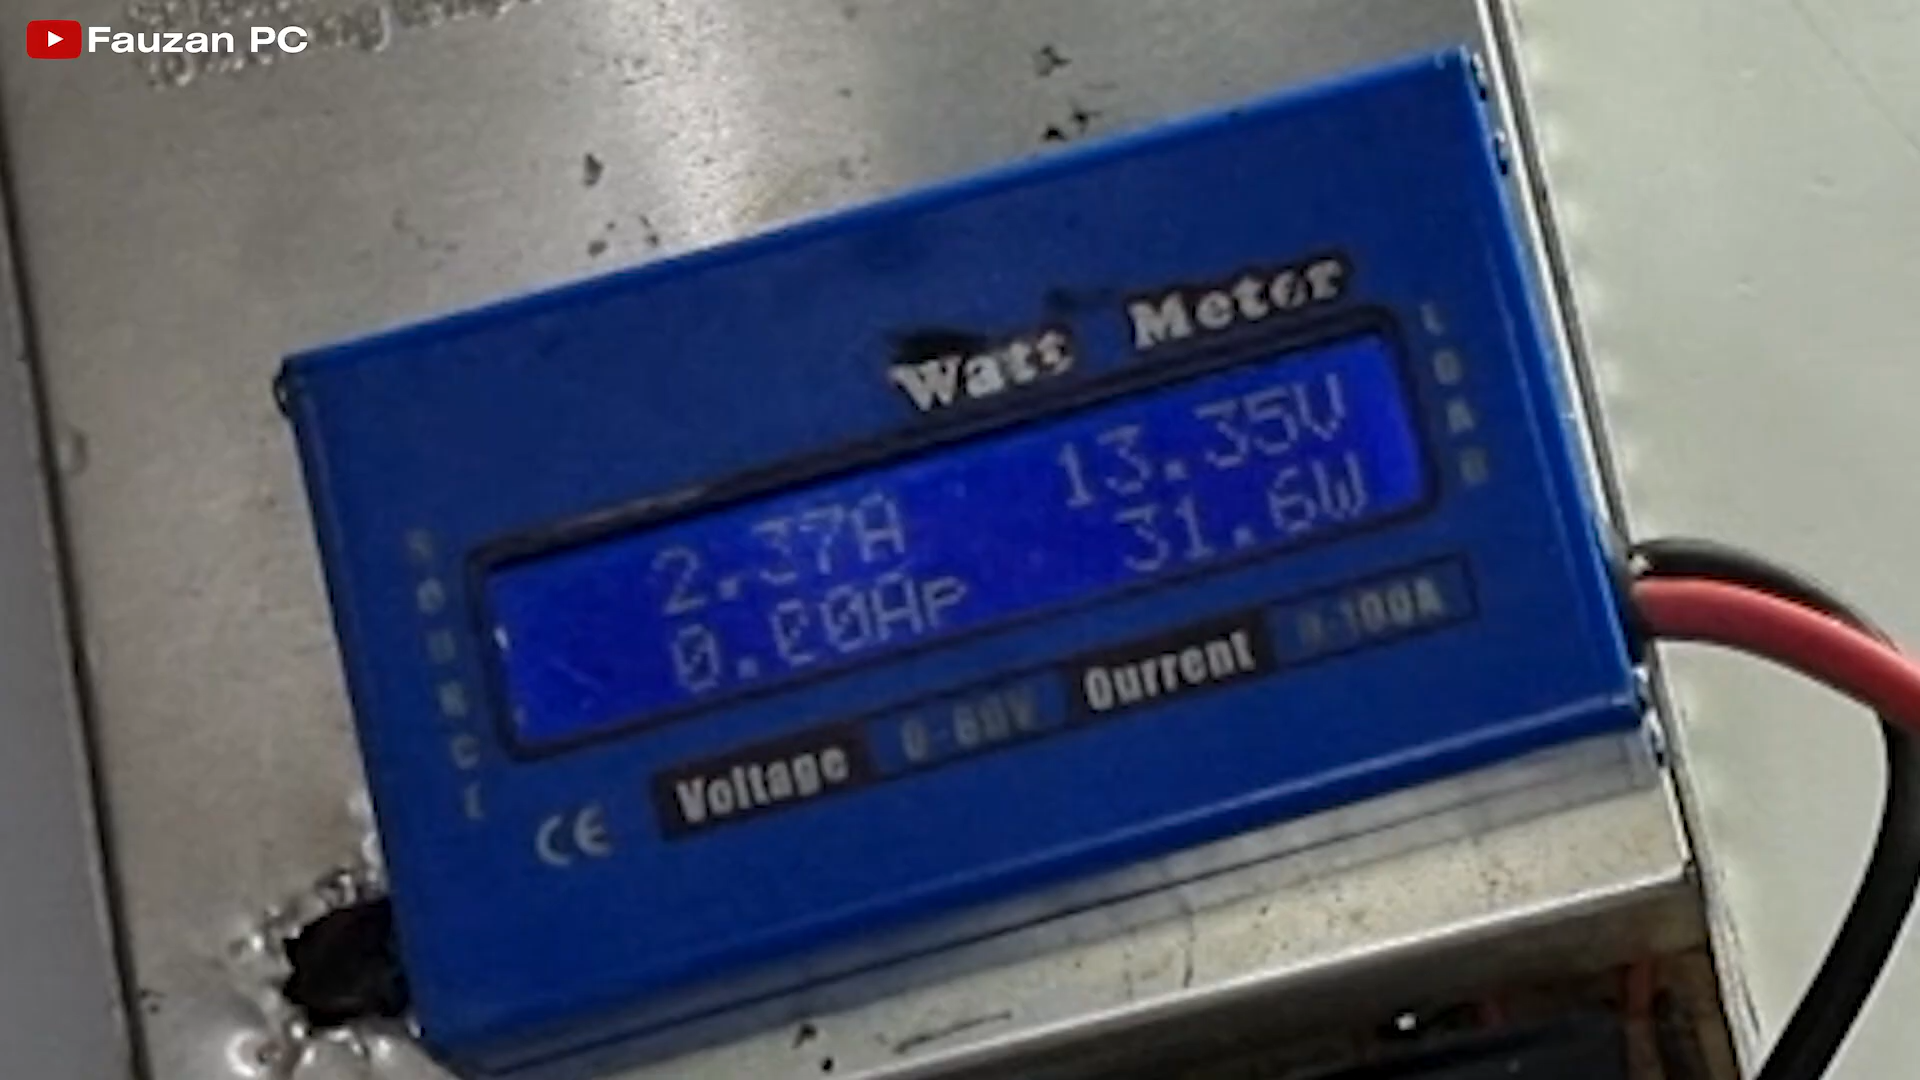 Fauzan PC
Watt Meter
2.37A 13.35V
0.00Ap 31.6W
SOURCE
LOAD
Voltage 0-60V Current 0-100A
CE